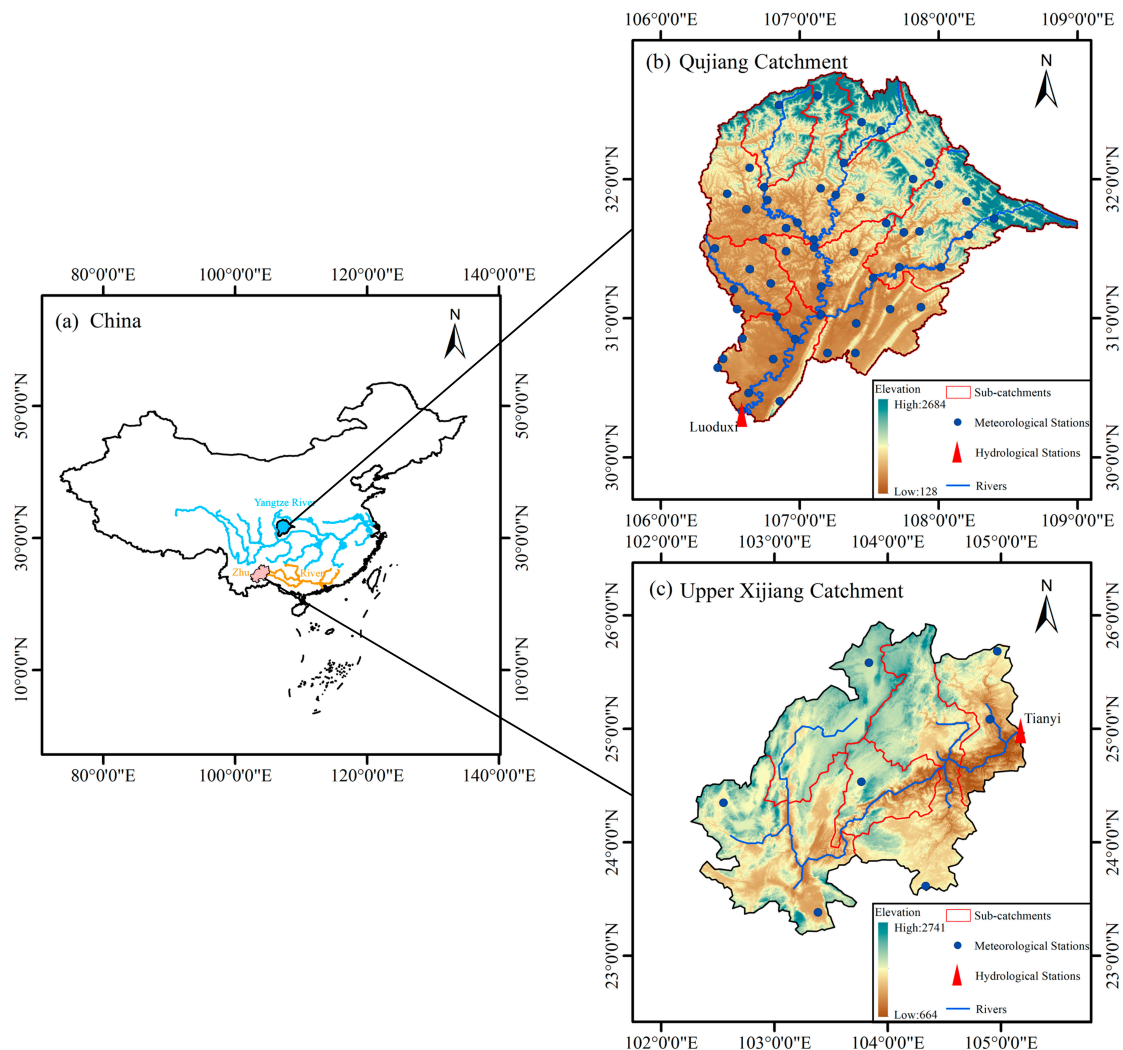 106°0'0"E 107°0'0"E 108°0'0"E 109°0'0"E
(b) Qujiang Catchment
N
32°0'0"N
31°0'0"N
30°0'0"N
32°0'0"N
31°0'0"N
30°0'0"N
Luoduxi
Elevation
High:2684
Low:128
Sub-catchments
Meteorological Stations
Hydrological Stations
Rivers
106°0'0"E 107°0'0"E 108°0'0"E 109°0'0"E
80°0'0"E 100°0'0"E 120°0'0"E 140°0'0"E
(a) China
N
50°0'0"N
30°0'0"N
10°0'0"N
50°0'0"N
30°0'0"N
10°0'0"N
Yangtze River
Zhu River
80°0'0"E 100°0'0"E 120°0'0"E 140°0'0"E
102°0'0"E 103°0'0"E 104°0'0"E 105°0'0"E
(c) Upper Xijiang Catchment
N
26°0'0"N
25°0'0"N
24°0'0"N
23°0'0"N
26°0'0"N
25°0'0"N
24°0'0"N
23°0'0"N
Tianyi
Elevation
High:2741
Low:664
Sub-catchments
Meteorological Stations
Hydrological Stations
Rivers
102°0'0"E 103°0'0"E 104°0'0"E 105°0'0"E